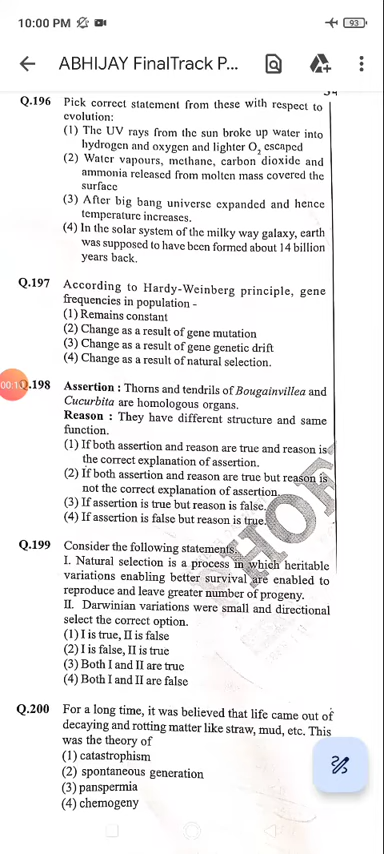 10:00 PM
93
ABHIJAY FinalTrack P...
Q.196 Pick correct statement from these with respect to
evolution:
(1) The UV rays from the sun broke up water into
hydrogen and oxygen and lighter O₂ escaped
(2) Water vapours, methane, carbon dioxide and
ammonia released from molten mass covered the
surface
(3) After big bang universe expanded and hence
temperature increases.
(4) In the solar system of the milky way galaxy, earth
was supposed to have been formed about 14 billion
years back.
Q.197 According to Hardy-Weinberg principle, gene
frequencies in population -
(1) Remains constant
(2) Change as a result of gene mutation
(3) Change as a result of gene genetic drift
(4) Change as a result of natural selection.
.198 Assertion : Thorns and tendrils of Bougainvillea and
Cucurbita are homologous organs.
Reason : They have different structure and same
function.
(1) If both assertion and reason are true and reason is
the correct explanation of assertion.
(2) If both assertion and reason are true but reason is
not the correct explanation of assertion.
(3) If assertion is true but reason is false.
(4) If assertion is false but reason is true.
Q.199 Consider the following statements.
I. Natural selection is a process in which heritable
variations enabling better survival are enabled to
reproduce and leave greater number of progeny.
II. Darwinian variations were small and directional
select the correct option.
(1) I is true, II is false
(2) I is false, II is true
(3) Both I and II are true
(4) Both I and II are false
Q.200 For a long time, it was believed that life came out of
decaying and rotting matter like straw, mud, etc. This
was the theory of
(1) catastrophism
(2) spontaneous generation
(3) panspermia
(4) chemogeny